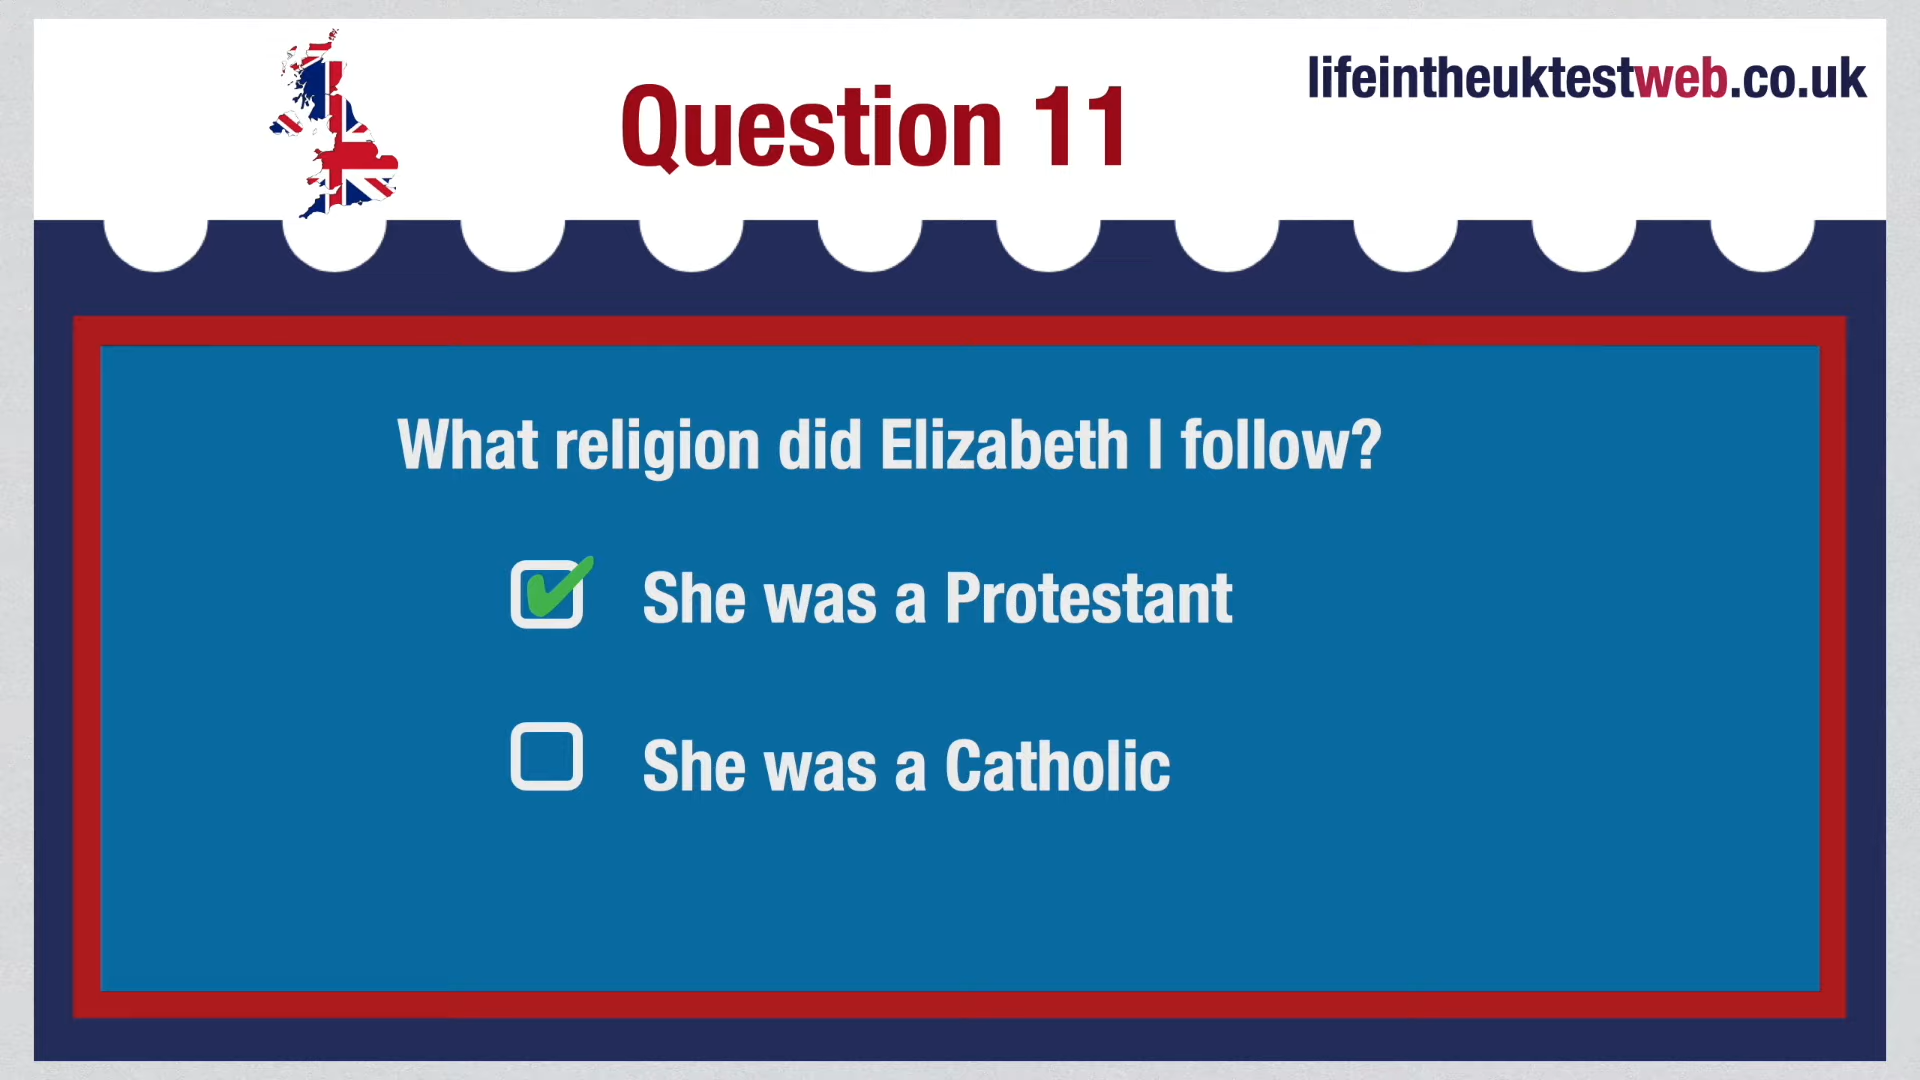 Question 11
lifeintheuktestweb.co.uk
What religion did Elizabeth I follow?
She was a Protestant
She was a Catholic